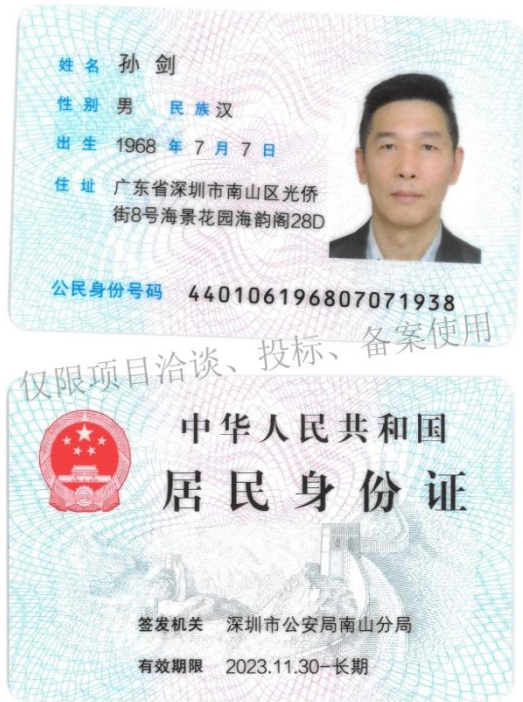 姓名 孙剑
性别 男 民族 汉
出生 1968 年 7 月 7 日
住址 广东省深圳市南山区光侨
街8号海景花园海韵阁28D
公民身份号码 440106196807071938
仅限项目洽谈、投标、备案使用
中华人民共和国
居民身份证
签发机关 深圳市公安局南山分局
有效期限 2023.11.30-长期